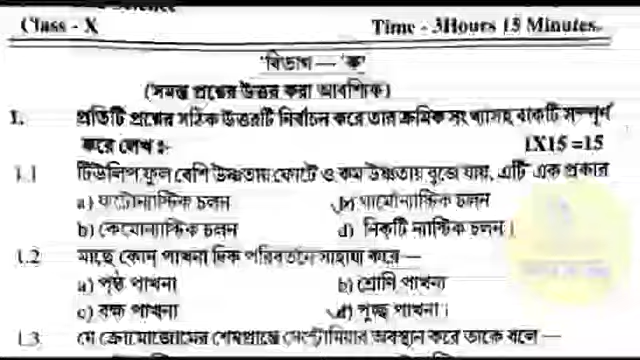 Class - X Time - 3Hours 15 Minutes.
'বিভাগ — 'ক'
(সমস্ত প্রশ্নের উত্তর করা আবশ্যিক)
1. প্রতিটি প্রশ্নের সঠিক উত্তরটি নির্বাচন করে তার ক্রমিক সংখ্যাসহ বাক্যটি সম্পূর্ণ
করে লেখ :- 1X15 =15
1.1 টিউলিপ ফুল বেশি উষ্ণতায় ফোটে ও কম উষ্ণতায় বুজে যায়, এটি এক প্রকার
a) ফটোন্যাস্টিক চলন b) থার্মোন্যাস্টিক চলন
b) কেমোন্যাস্টিক চলন d) সিকটি ন্যাস্টিক চলন।
1.2 মাছে কোন পাখনা দিক পরিবর্তনে সাহায্য করে —
a) পৃষ্ঠ পাখনা b) শ্রোণি পাখনা
c) বক্ষ পাখনা d) পুচ্ছ পাখনা।
1.3 যে ক্রোমোজোমের শেষপ্রান্তে সেন্ট্রোমিয়ার অবস্থান করে তাকে বলে —